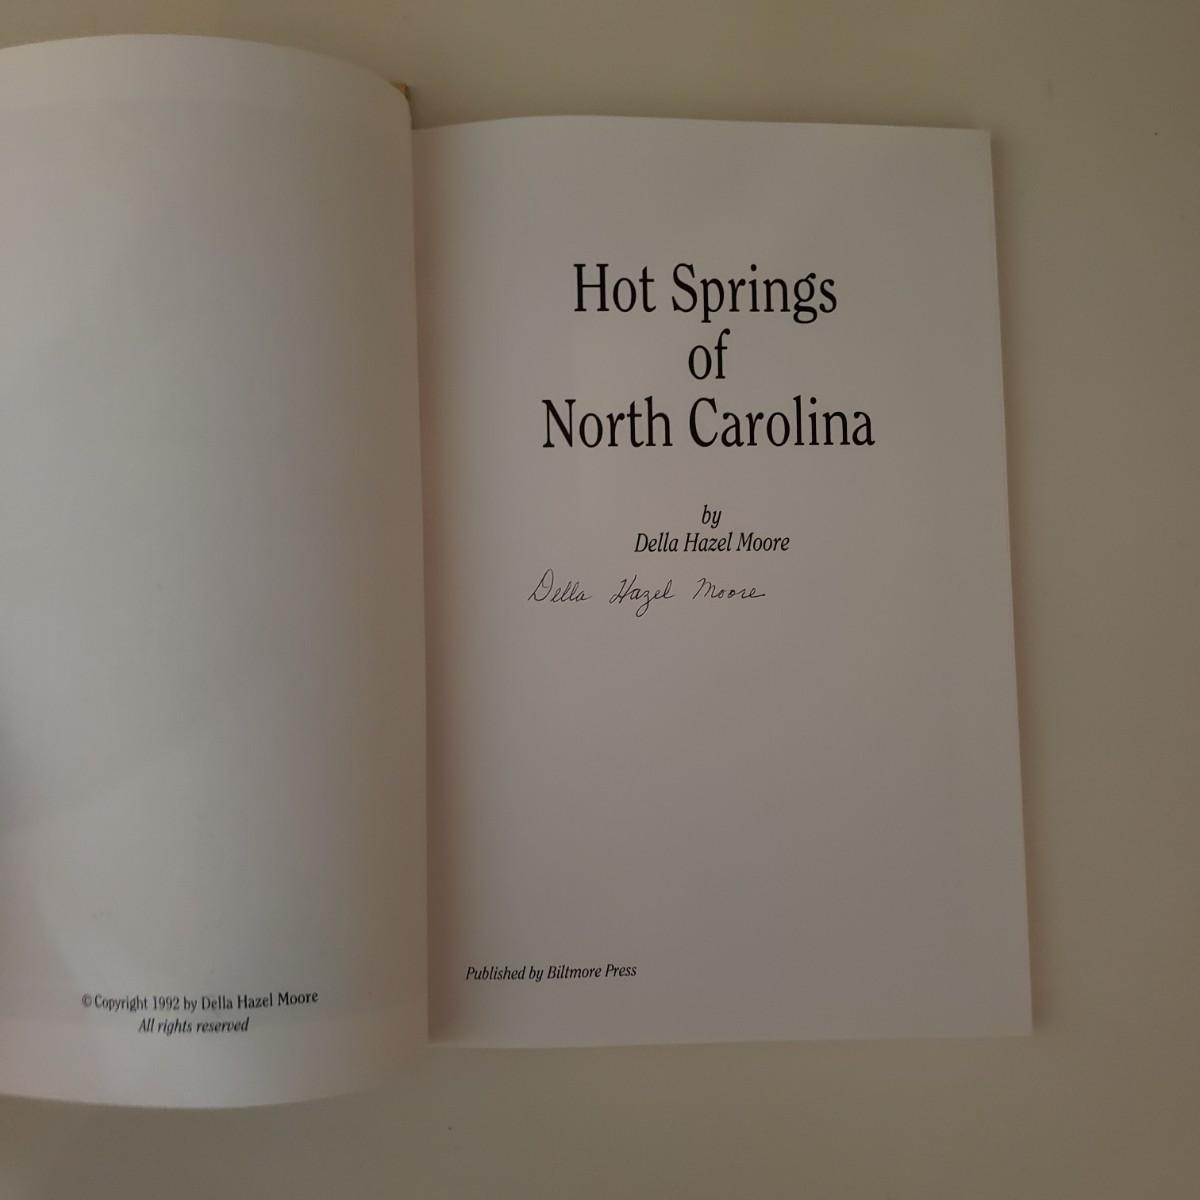 Hot Springs
of
North Carolina
by
Della Hazel Moore
Della Hazel Moore
Published by Biltmore Press
© Copyright 1992 by Della Hazel Moore
All rights reserved